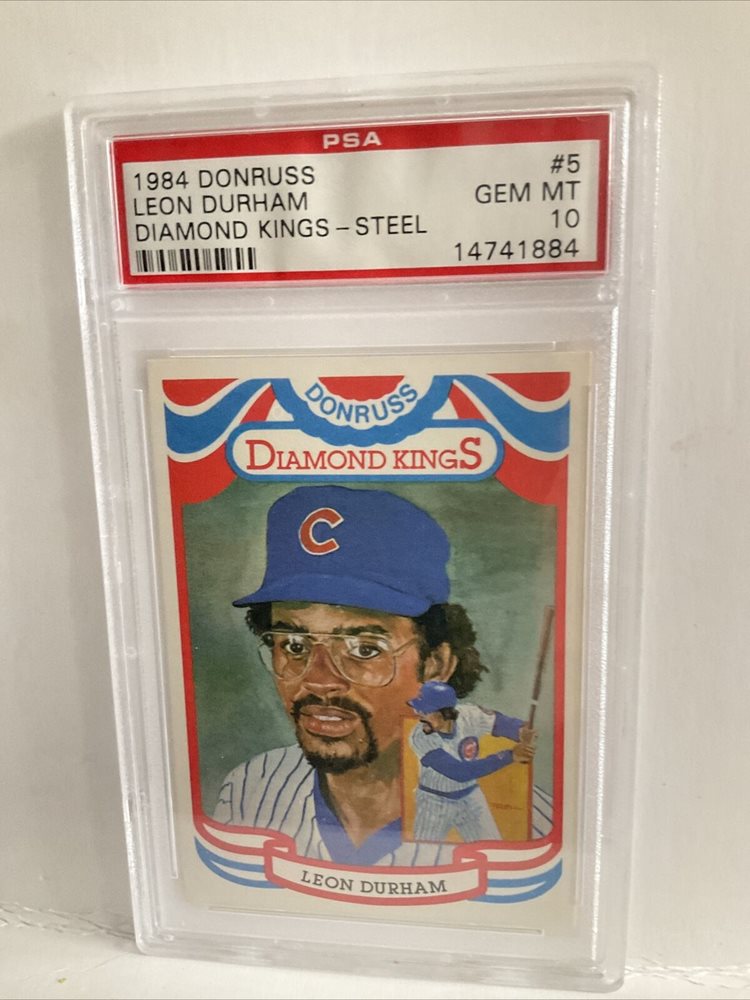 PSA
1984 DONRUSS #5
LEON DURHAM GEM MT
DIAMOND KINGS - STEEL 10
14741884
DONRUSS
DIAMOND KINGS
C
LEON DURHAM